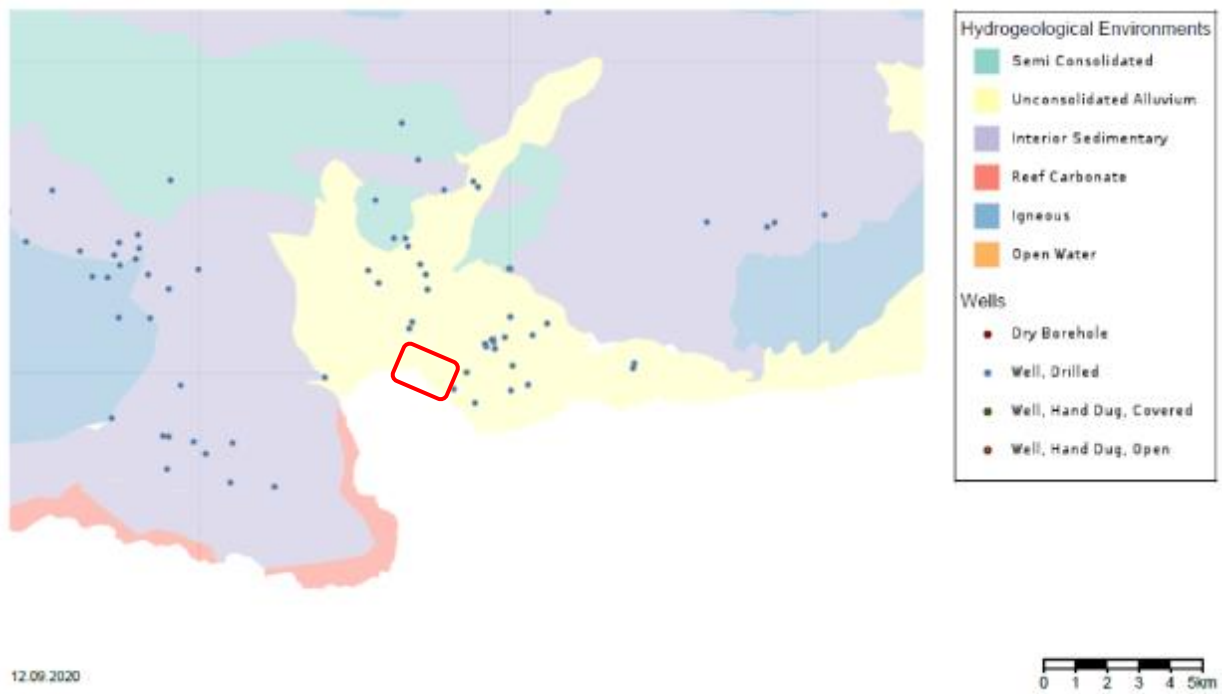 Hydrogeological Environments
Semi Consolidated
Unconsolidated Alluvium
Interior Sedimentary
Reef Carbonate
Igneous
Open Water
Wells
Dry Borehole
Well, Drilled
Well, Hand Dug, Covered
Well, Hand Dug, Open
12.09.2020
0 1 2 3 4 5km